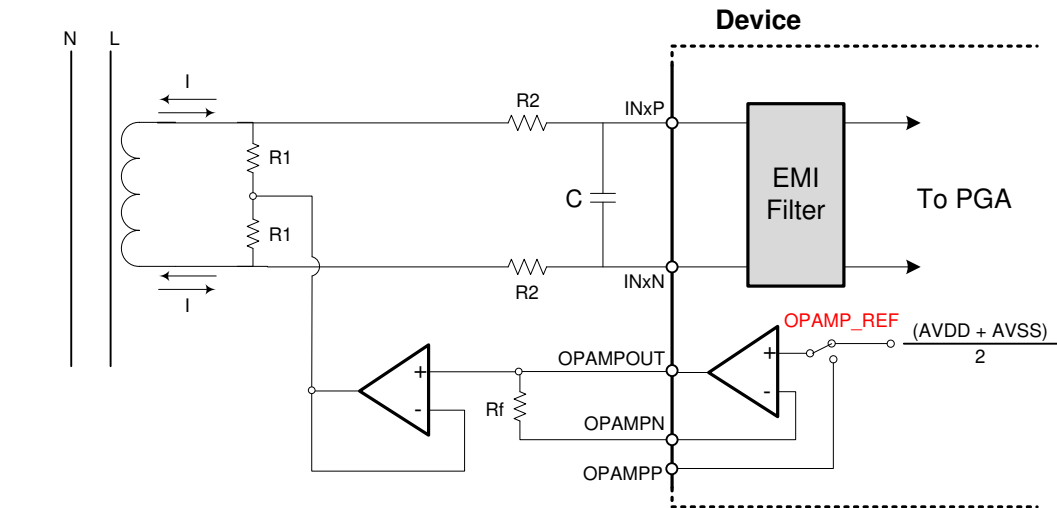 Device
N L
I
R2
INxP
R1
C
EMI
Filter
To PGA
R1
I
R2
INxN
OPAMP_REF
(AVDD + AVSS)
2
OPAMPOUT
+
-
+
-
Rf
OPAMPN
OPAMPP